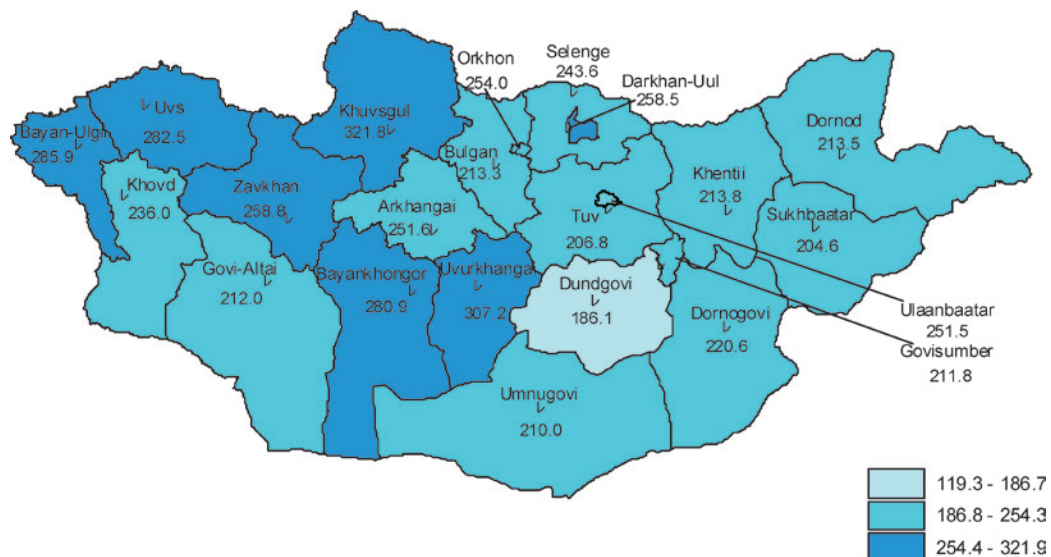 Orkhon
254.0
Selenge
243.6
Darkhan-Uul
258.5
Uvs
282.5
Khuvsgul
321.8
Bayan-Ulgii
285.9
Dornod
213.5
Bulgan
213.3
Khentii
213.8
Khovd
236.0
Zavkhan
258.8
Arkhangai
251.6
Tuv
206.8
Sukhbaatar
204.6
Govi-Altai
212.0
Bayankhongor
280.9
Uvurkhangai
307.2
Dundgovi
186.1
Dornogovi
220.6
Ulaanbaatar
251.5
Govisumber
211.8
Umnugovi
210.0
119.3 - 186.7
186.8 - 254.3
254.4 - 321.9